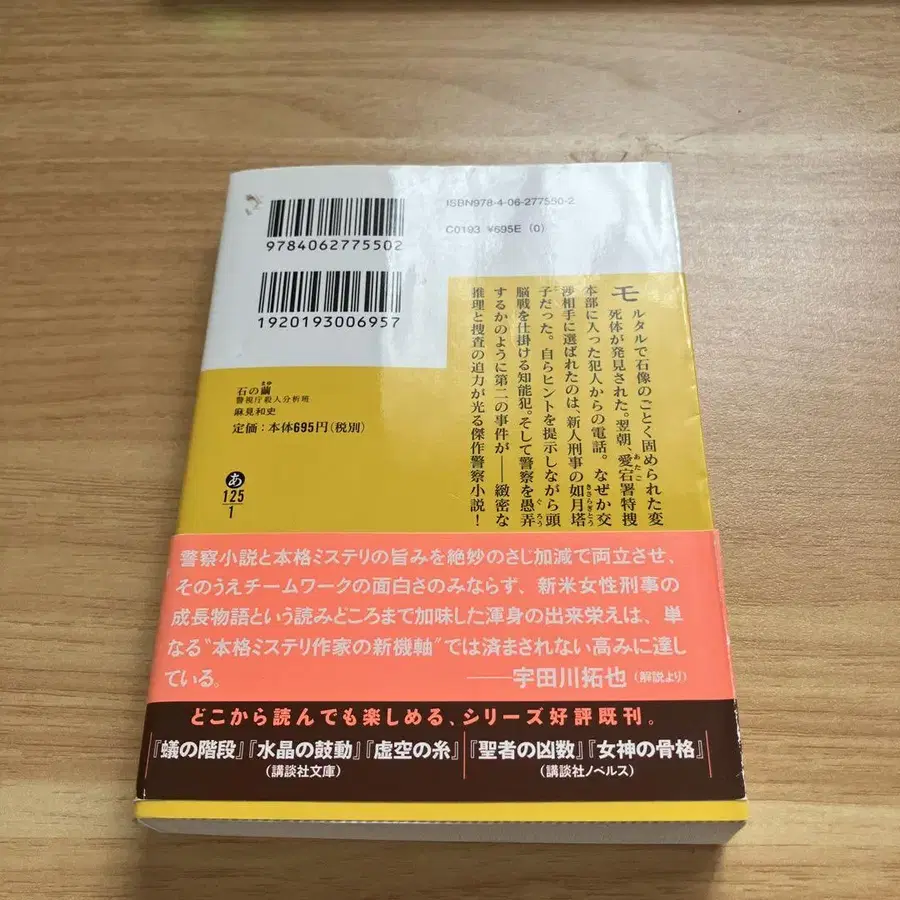 ISBN978-4-06-277550-2
C0193 ¥695E (0)
9784062775502
1920193006957
石の繭
まゆ
警視庁殺人分析班
麻見和史
定価：本体695円(税別)
あ
125
1
モルタルで石像のごとく固められた変
死体が発見された。翌朝、愛宕署特捜
あたご
本部に入った犯人からの電話。なぜか交
渉相手に選ばれたのは、新人刑事の如月塔
きさらぎとう
子だった。自らヒントを提示しながら頭
こ
脳戦を仕掛ける知能犯。そして警察を愚弄
ぐろう
するかのように第二の事件が――緻密な
推理と捜査の迫力が光る傑作警察小説！
警察小説と本格ミステリの旨みを絶妙のさじ加減で両立させ、
そのうえチームワークの面白さのみならず、新米女性刑事の
成長物語という読みどころまで加味した渾身の出来栄えは、単
なる“本格ミステリ作家の新機軸”では済まされない高みに達し
ている。 ――宇田川拓也（解説より）
どこから読んでも楽しめる、シリーズ好評既刊。
『蟻の階段』『水晶の鼓動』『虚空の糸』
（講談社文庫）
『聖者の凶数』『女神の骨格』
（講談社ノベルス）